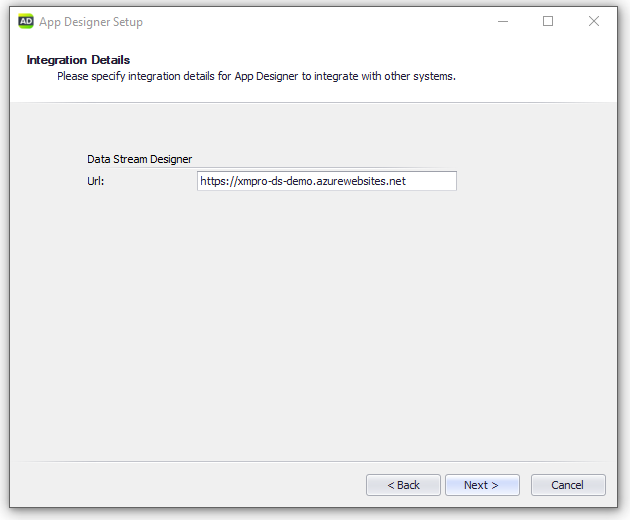 AD App Designer Setup
Integration Details
Please specify integration details for App Designer to integrate with other systems.
Data Stream Designer
Url: https://xmpro-ds-demo.azurewebsites.net
< Back Next > Cancel